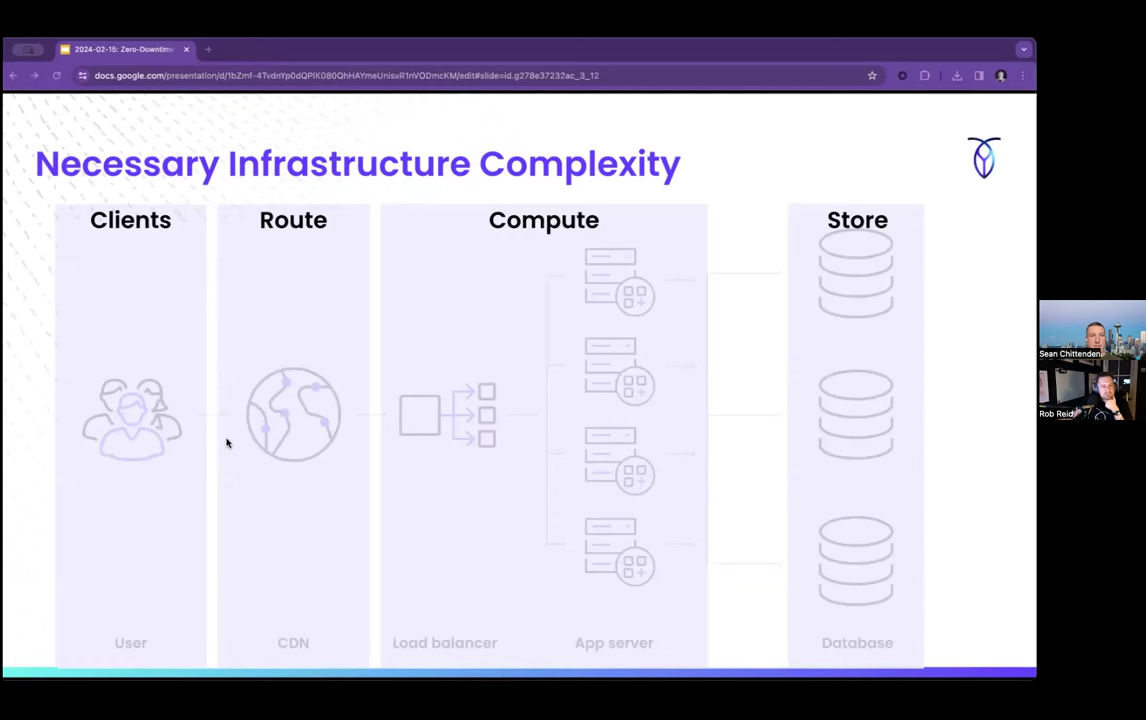 2024-02-15: Zero-Downtime
docs.google.com/presentation/d/1bZmf-4TvdnYp0dQPIK080QhHAYmeUnisvR1nVODmcKM/edit#slide=id.g278e37232ac_3_12
Necessary Infrastructure Complexity
Clients
Route
Compute
Store
User
CDN
Load balancer
App server
Database
Sean Chittenden
Rob Reid